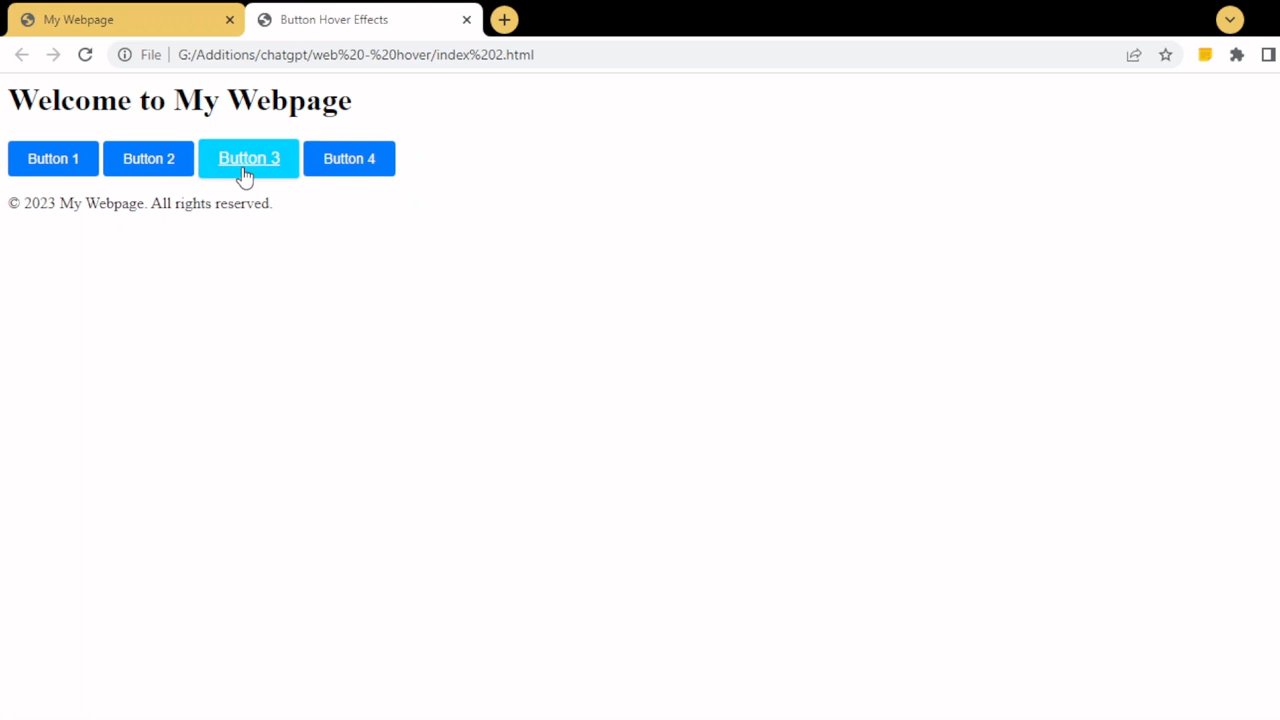 My Webpage
Button Hover Effects
File G:/Additions/chatgpt/web%20-%20hover/index%202.html
Welcome to My Webpage
Button 1 Button 2 Button 3 Button 4
© 2023 My Webpage. All rights reserved.